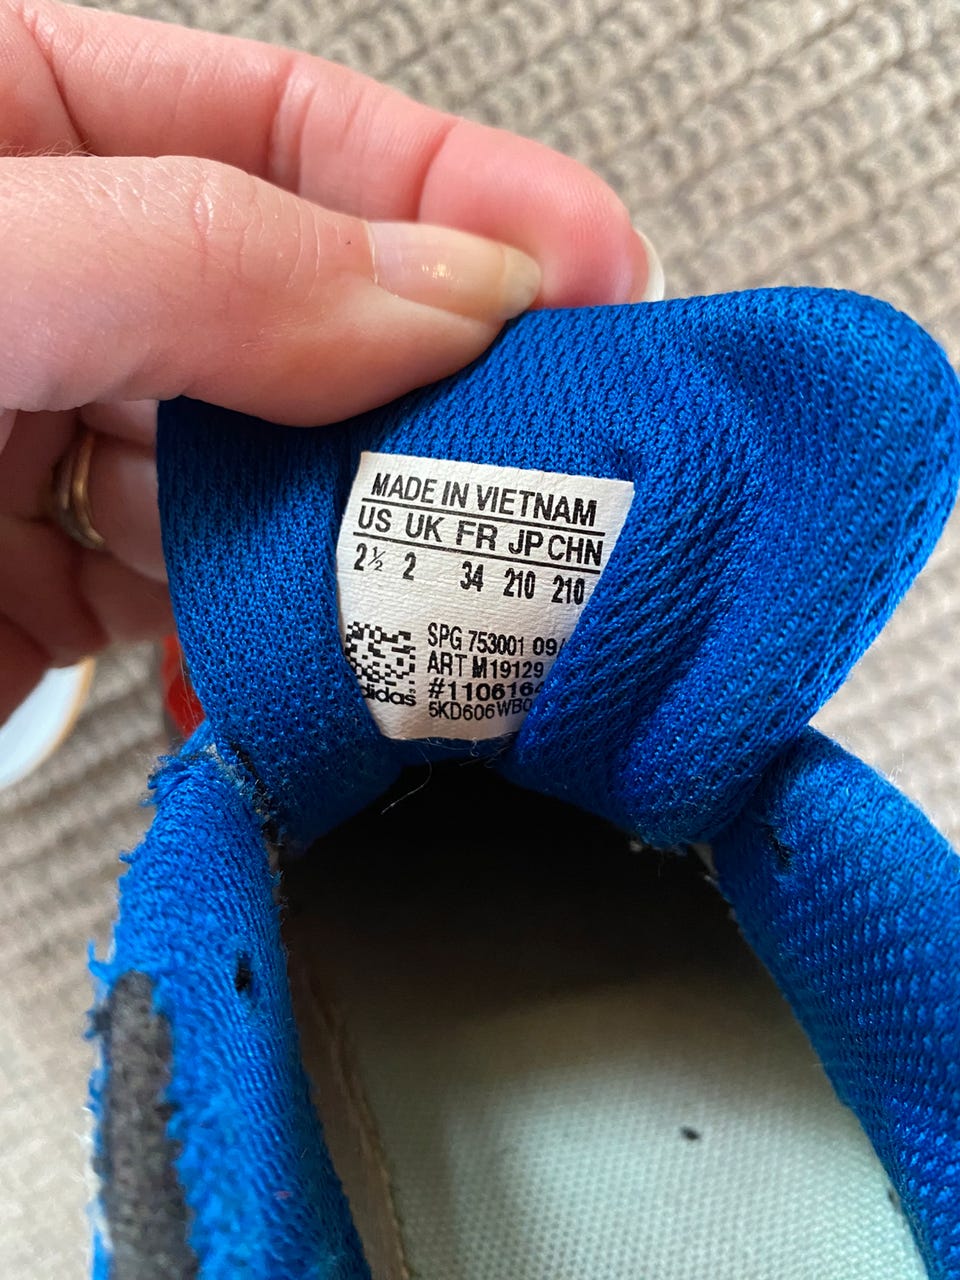 MADE IN VIETNAM
US UK FR JP CHN
2½ 2 34 210 210
SPG 753001 09/
ART M19129
#1106164
5KD606WB0
adidas